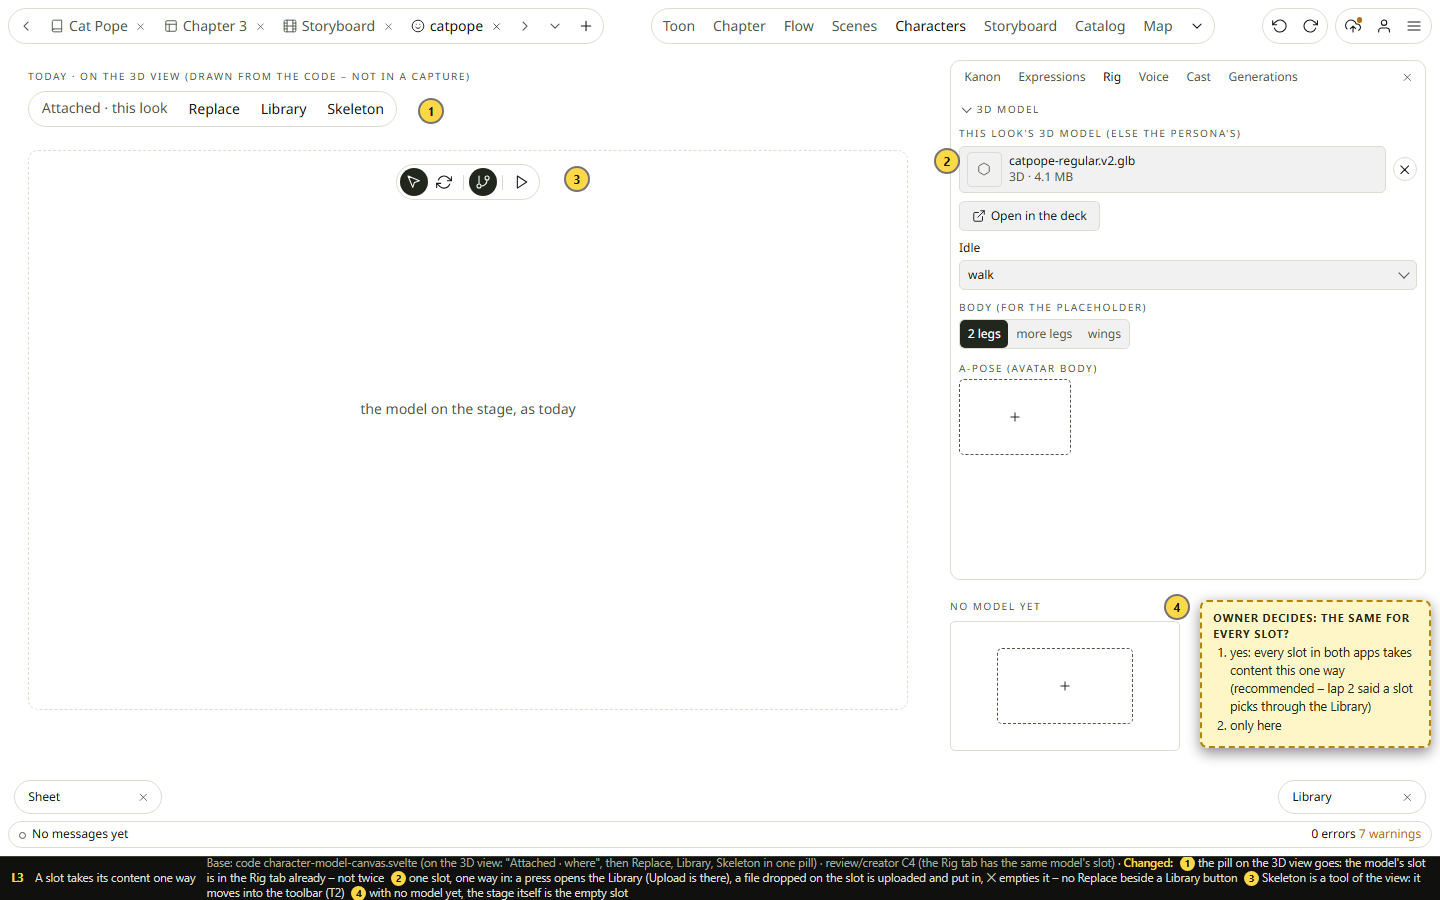 Cat Pope
Chapter 3
Storyboard
catpope
Toon Chapter Flow Scenes Characters Storyboard Catalog Map
TODAY · ON THE 3D VIEW (DRAWN FROM THE CODE – NOT IN A CAPTURE)
Attached · this look Replace Library Skeleton
1
3
the model on the stage, as today
Kanon Expressions Rig Voice Cast Generations
3D MODEL
THIS LOOK'S 3D MODEL (ELSE THE PERSONA'S)
2
catpope-regular.v2.glb
3D · 4.1 MB
Open in the deck
Idle
walk
BODY (FOR THE PLACEHOLDER)
2 legs more legs wings
A-POSE (AVATAR BODY)
NO MODEL YET
4
OWNER DECIDES: THE SAME FOR
EVERY SLOT?
1. yes: every slot in both apps takes
content this one way
(recommended – lap 2 said a slot
picks through the Library)
2. only here
Sheet
Library
No messages yet
0 errors 7 warnings
L3 A slot takes its content one way
Base: code character-model-canvas.svelte (on the 3D view: "Attached · where", then Replace, Library, Skeleton in one pill) · review/creator C4 (the Rig tab has the same model's slot) · Changed: 1 the pill on the 3D view goes: the model's slot
is in the Rig tab already – not twice 2 one slot, one way in: a press opens the Library (Upload is there), a file dropped on the slot is uploaded and put in, ✕ empties it – no Replace beside a Library button 3 Skeleton is a tool of the view: it
moves into the toolbar (T2) 4 with no model yet, the stage itself is the empty slot